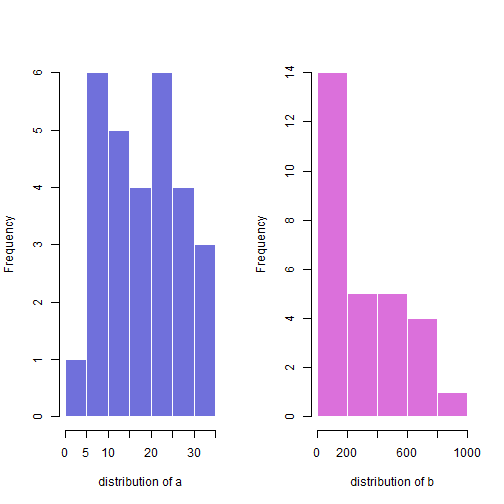 Frequency
0 1 2 3 4 5 6
0 5 10 20 30
distribution of a
Frequency
0 2 4 6 8 10 12 14
0 200 600 1000
distribution of b